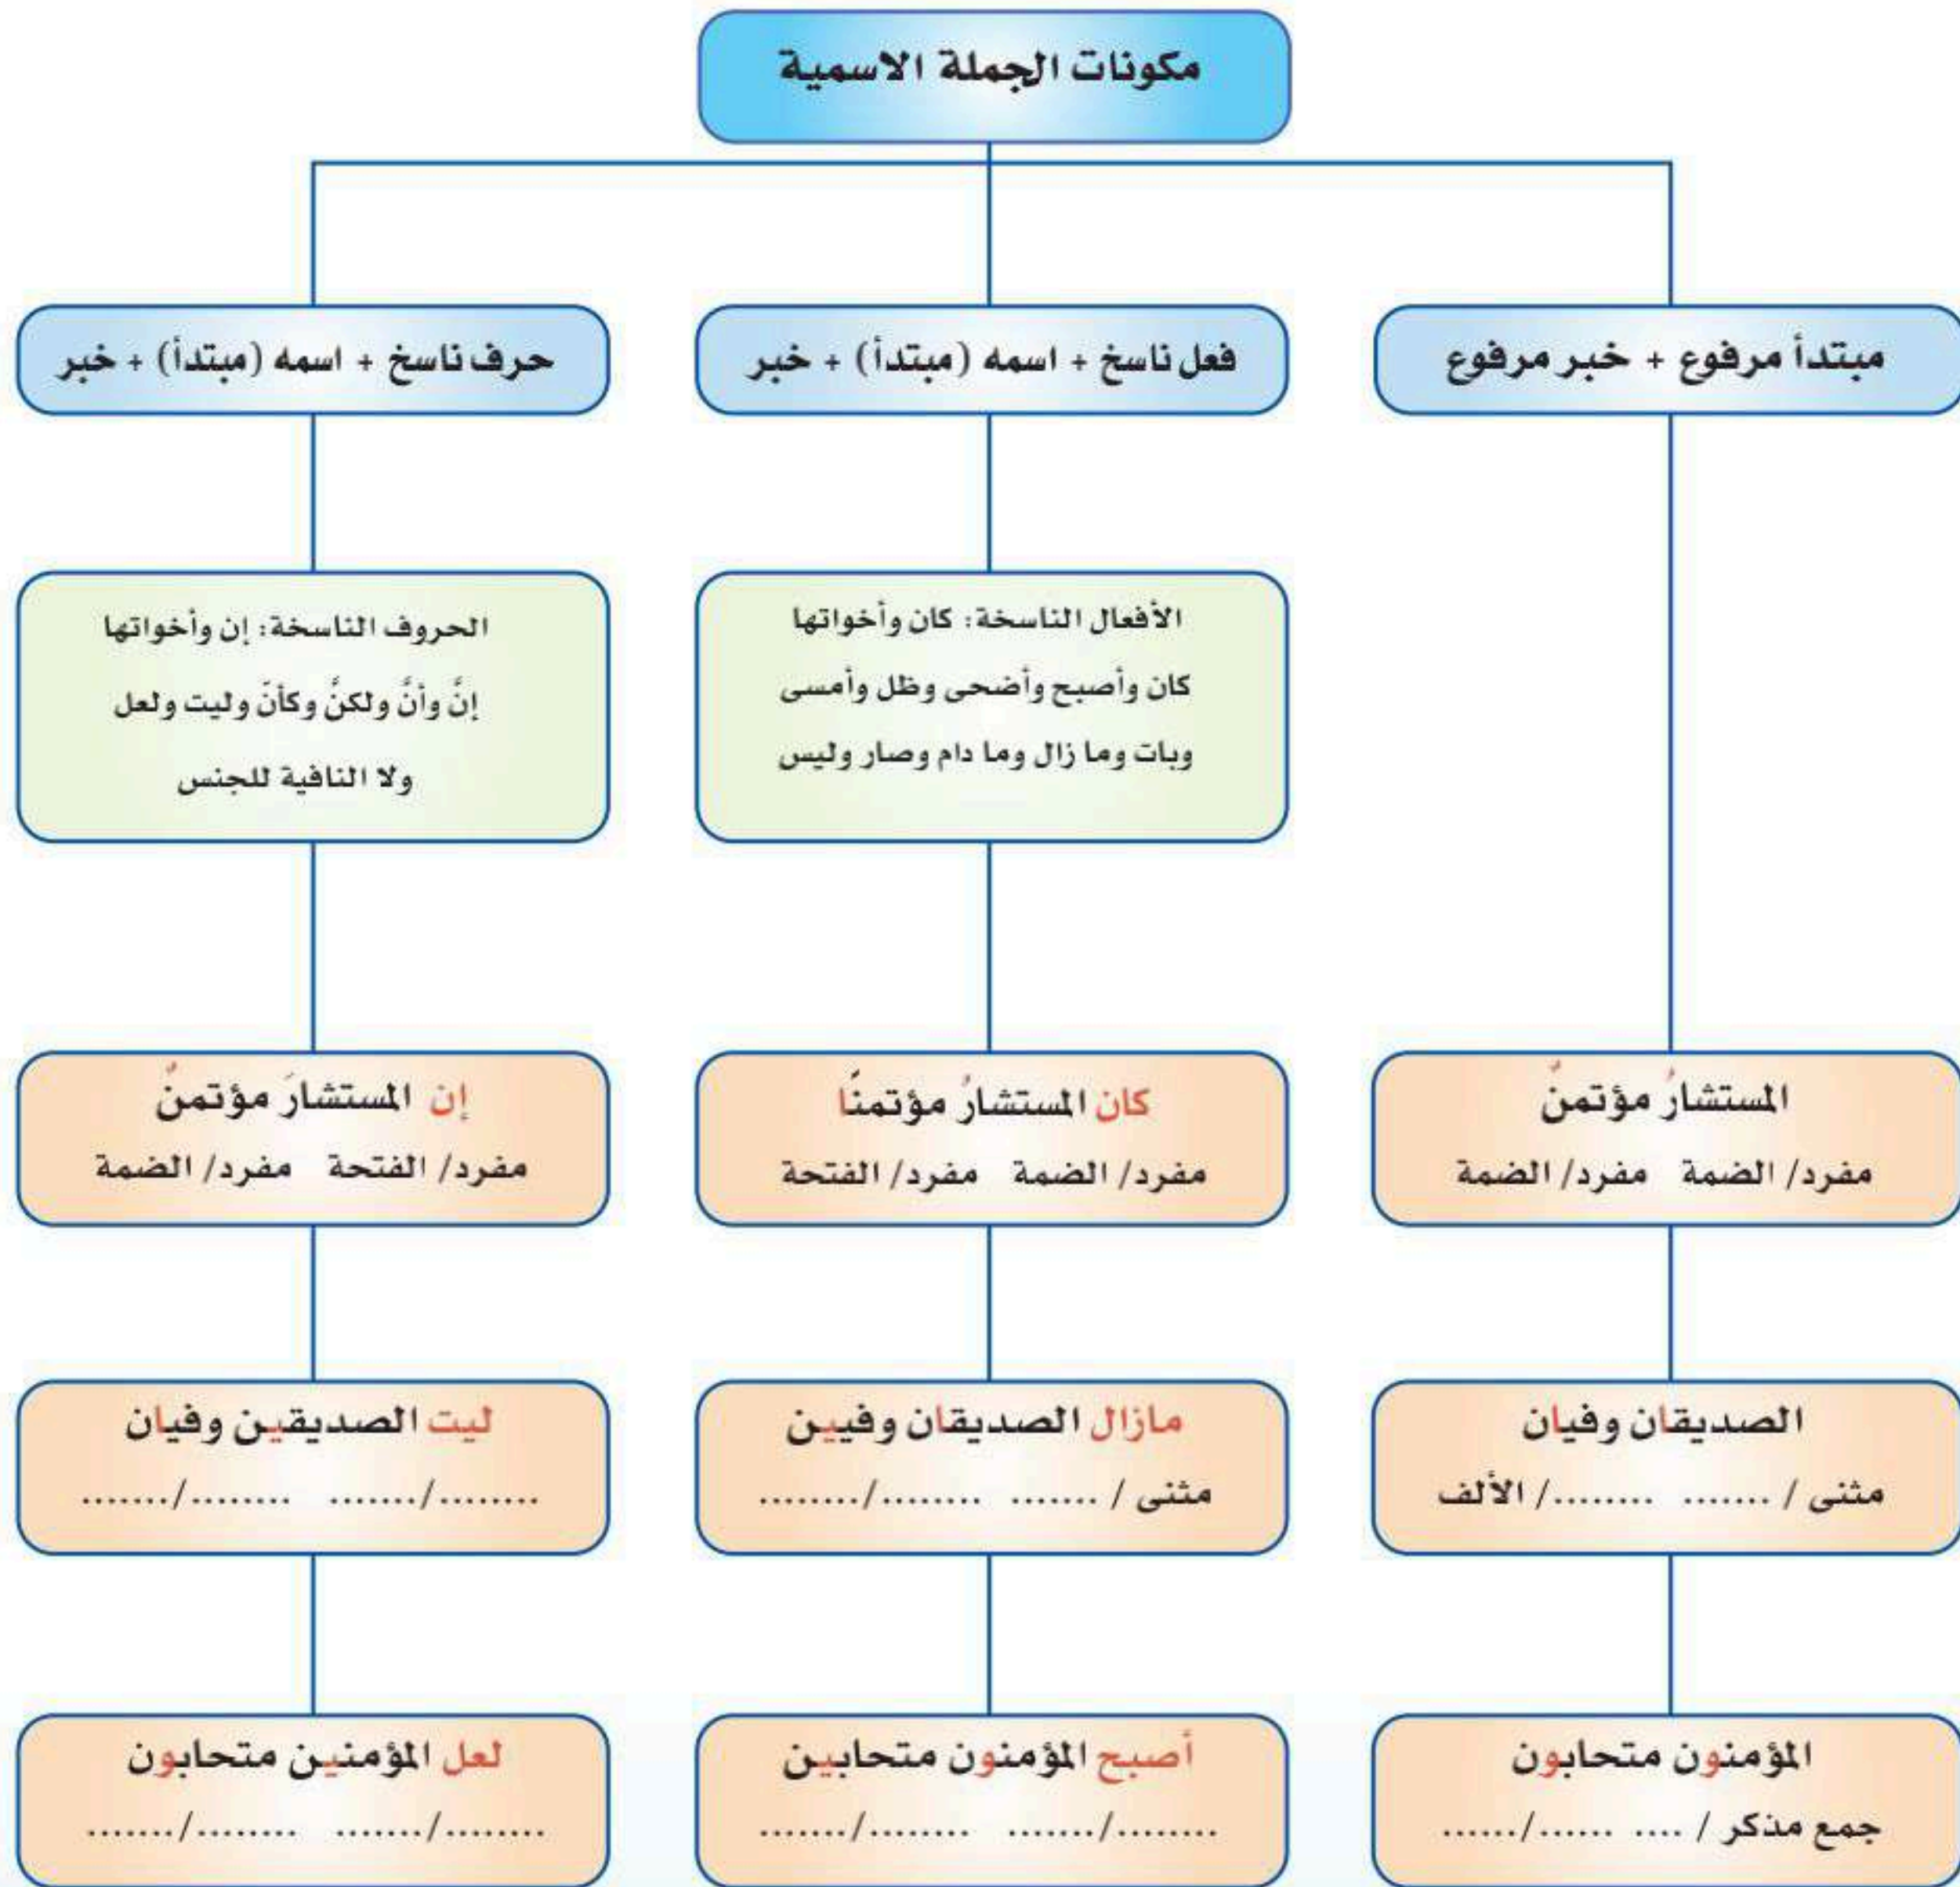 مكونات الجملة الاسمية
مبتدأ مرفوع + خبر مرفوع
فعل ناسخ + اسمه (مبتدأ) + خبر
حرف ناسخ + اسمه (مبتدأ) + خبر
الأفعال الناسخة: كان وأخواتها
كان وأصبح وأضحى وظل وأمسى
وبات وما زال وما دام وصار وليس
الحروف الناسخة: إن وأخواتها
إنَّ وأنَّ ولكنَّ وكأنّ وليت ولعل
ولا النافية للجنس
المستشارُ مؤتمنٌ
مفرد/ الضمة مفرد/ الضمة
كان المستشارُ مؤتمنًا
مفرد/ الضمة مفرد/ الفتحة
إن المستشارَ مؤتمنٌ
مفرد/ الفتحة مفرد/ الضمة
الصديقان وفيان
مثنى / ....... ......../ الألف
مازال الصديقان وفيين
مثنى / ....... ......../........
ليت الصديقين وفيان
......../....... ......../.......
المؤمنون متحابون
جمع مذكر / .... ....../......
أصبح المؤمنون متحابين
......../....... ......../.......
لعل المؤمنين متحابون
......../....... ......../.......